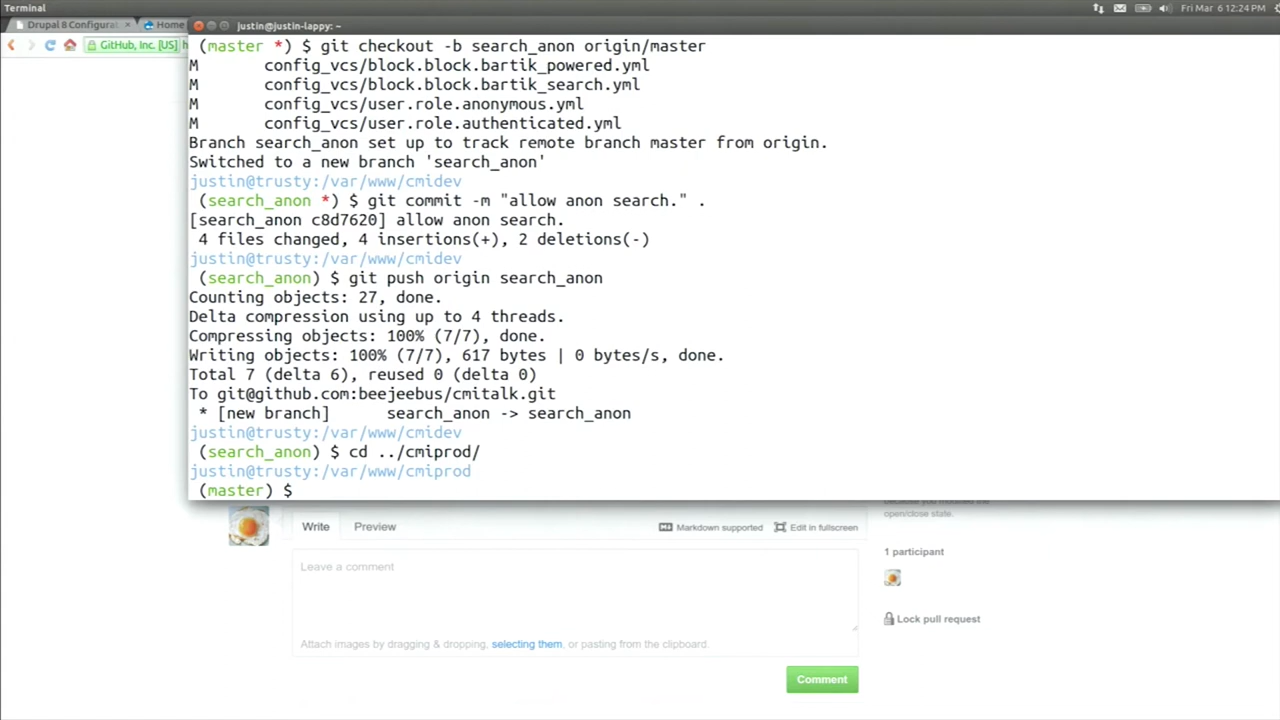 Terminal
Fri Mar 6 12:24 PM
Drupal 8 Configurat
Home
justin@justin-lappy: ~
GitHub, Inc. [US]
(master *) $ git checkout -b search_anon origin/master
M config_vcs/block.block.bartik_powered.yml
M config_vcs/block.block.bartik_search.yml
M config_vcs/user.role.anonymous.yml
M config_vcs/user.role.authenticated.yml
Branch search_anon set up to track remote branch master from origin.
Switched to a new branch 'search_anon'
justin@trusty:/var/www/cmidev
(search_anon *) $ git commit -m "allow anon search." .
[search_anon c8d7620] allow anon search.
4 files changed, 4 insertions(+), 2 deletions(-)
justin@trusty:/var/www/cmidev
(search_anon) $ git push origin search_anon
Counting objects: 27, done.
Delta compression using up to 4 threads.
Compressing objects: 100% (7/7), done.
Writing objects: 100% (7/7), 617 bytes | 0 bytes/s, done.
Total 7 (delta 6), reused 0 (delta 0)
To git@github.com:beejeebus/cmitalk.git
* [new branch] search_anon -> search_anon
justin@trusty:/var/www/cmidev
(search_anon) $ cd ../cmiprod/
justin@trusty:/var/www/cmiprod
(master) $
open/close state.
Write Preview Markdown supported Edit in fullscreen
1 participant
Leave a comment
Lock pull request
Attach images by dragging & dropping, selecting them, or pasting from the clipboard.
Comment